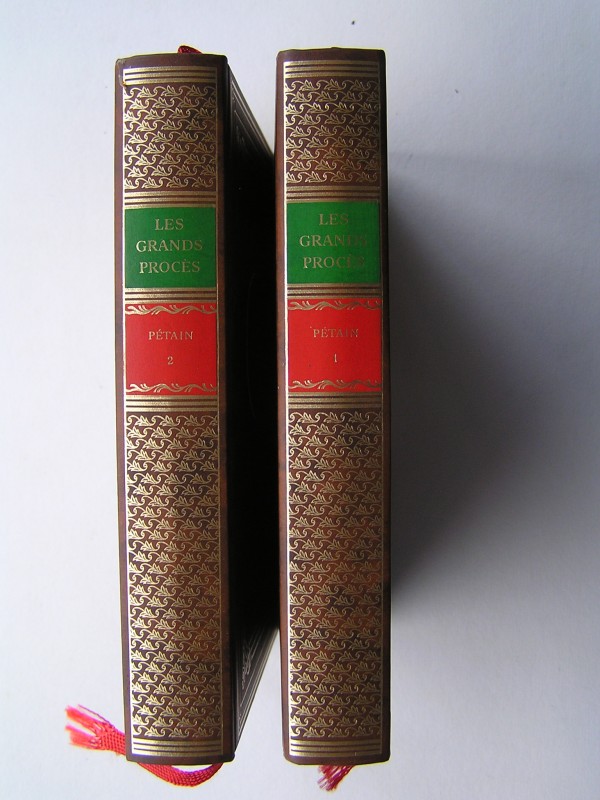 LES
GRANDS
PROCÈS
PÉTAIN
2
LES
GRANDS
PROCÈS
PÉTAIN
1